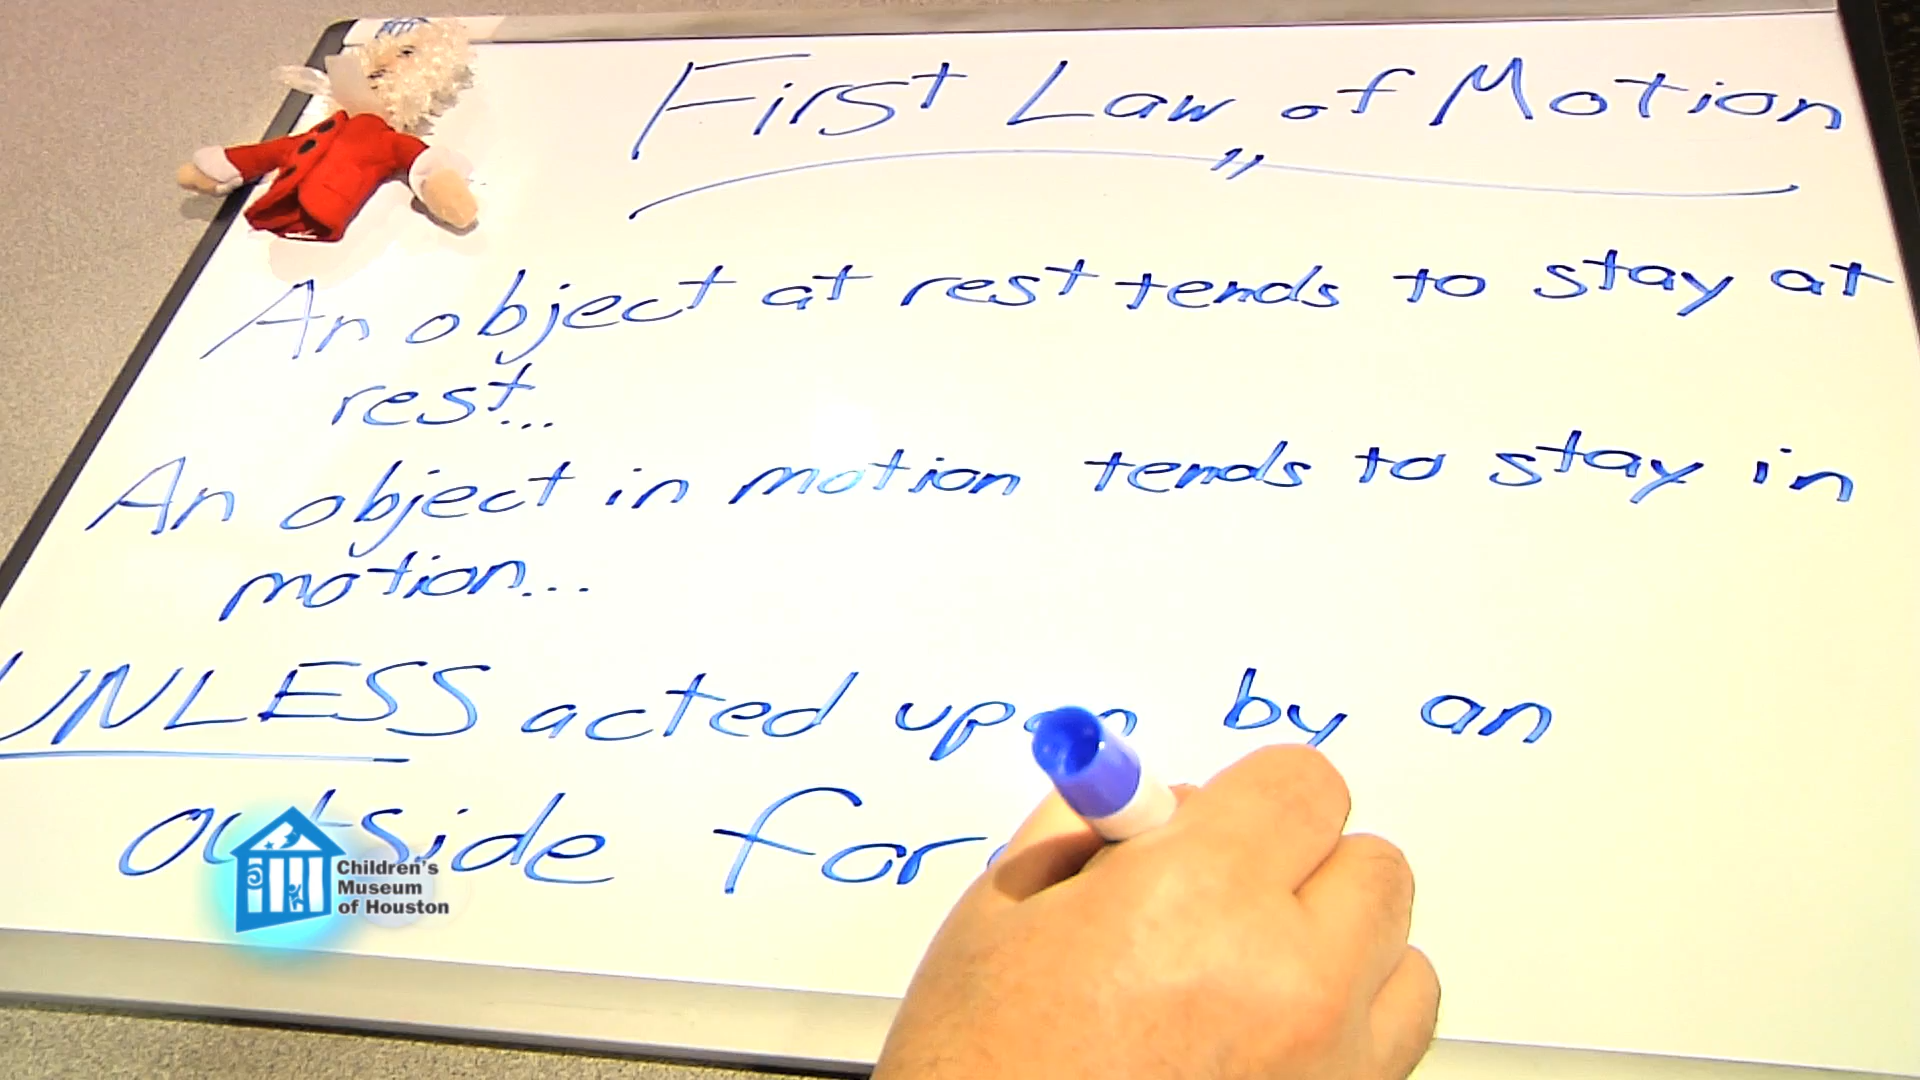 First Law of Motion
An object at rest tends to stay at
rest...
An object in motion tends to stay in
motion...
UNLESS acted upon by an
outside
Children's
Museum
of Houston